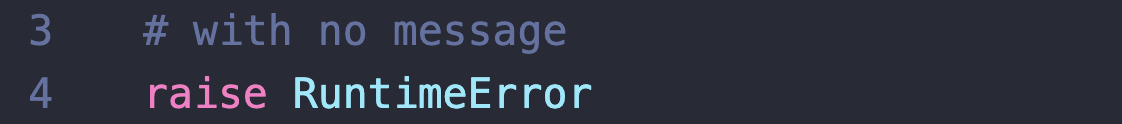 3 # with no message
4 raise RuntimeError